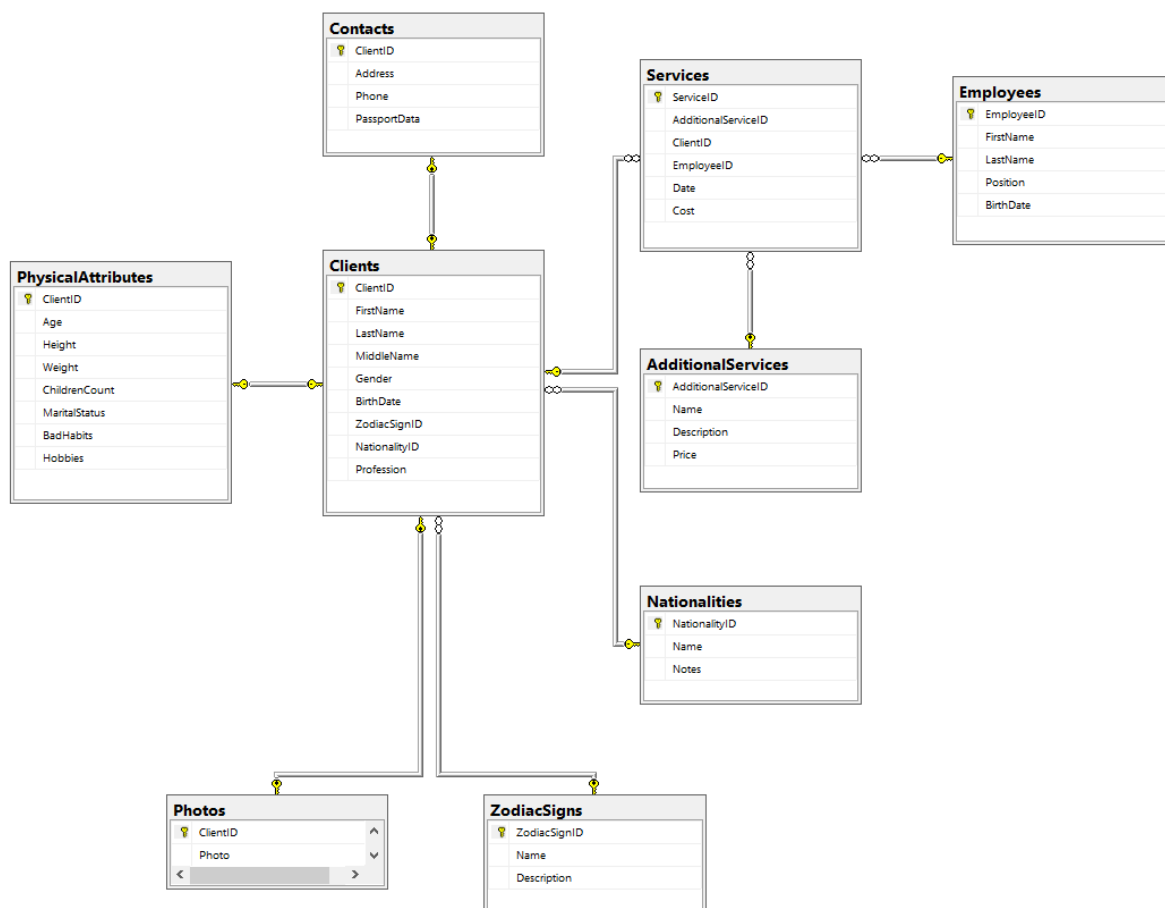 Contacts
ClientID
Address
Phone
PassportData
Services
ServiceID
AdditionalServiceID
ClientID
EmployeeID
Date
Cost
Employees
EmployeeID
FirstName
LastName
Position
BirthDate
PhysicalAttributes
ClientID
Age
Height
Weight
ChildrenCount
MaritalStatus
BadHabits
Hobbies
Clients
ClientID
FirstName
LastName
MiddleName
Gender
BirthDate
ZodiacSignID
NationalityID
Profession
AdditionalServices
AdditionalServiceID
Name
Description
Price
Nationalities
NationalityID
Name
Notes
Photos
ClientID
Photo
ZodiacSigns
ZodiacSignID
Name
Description